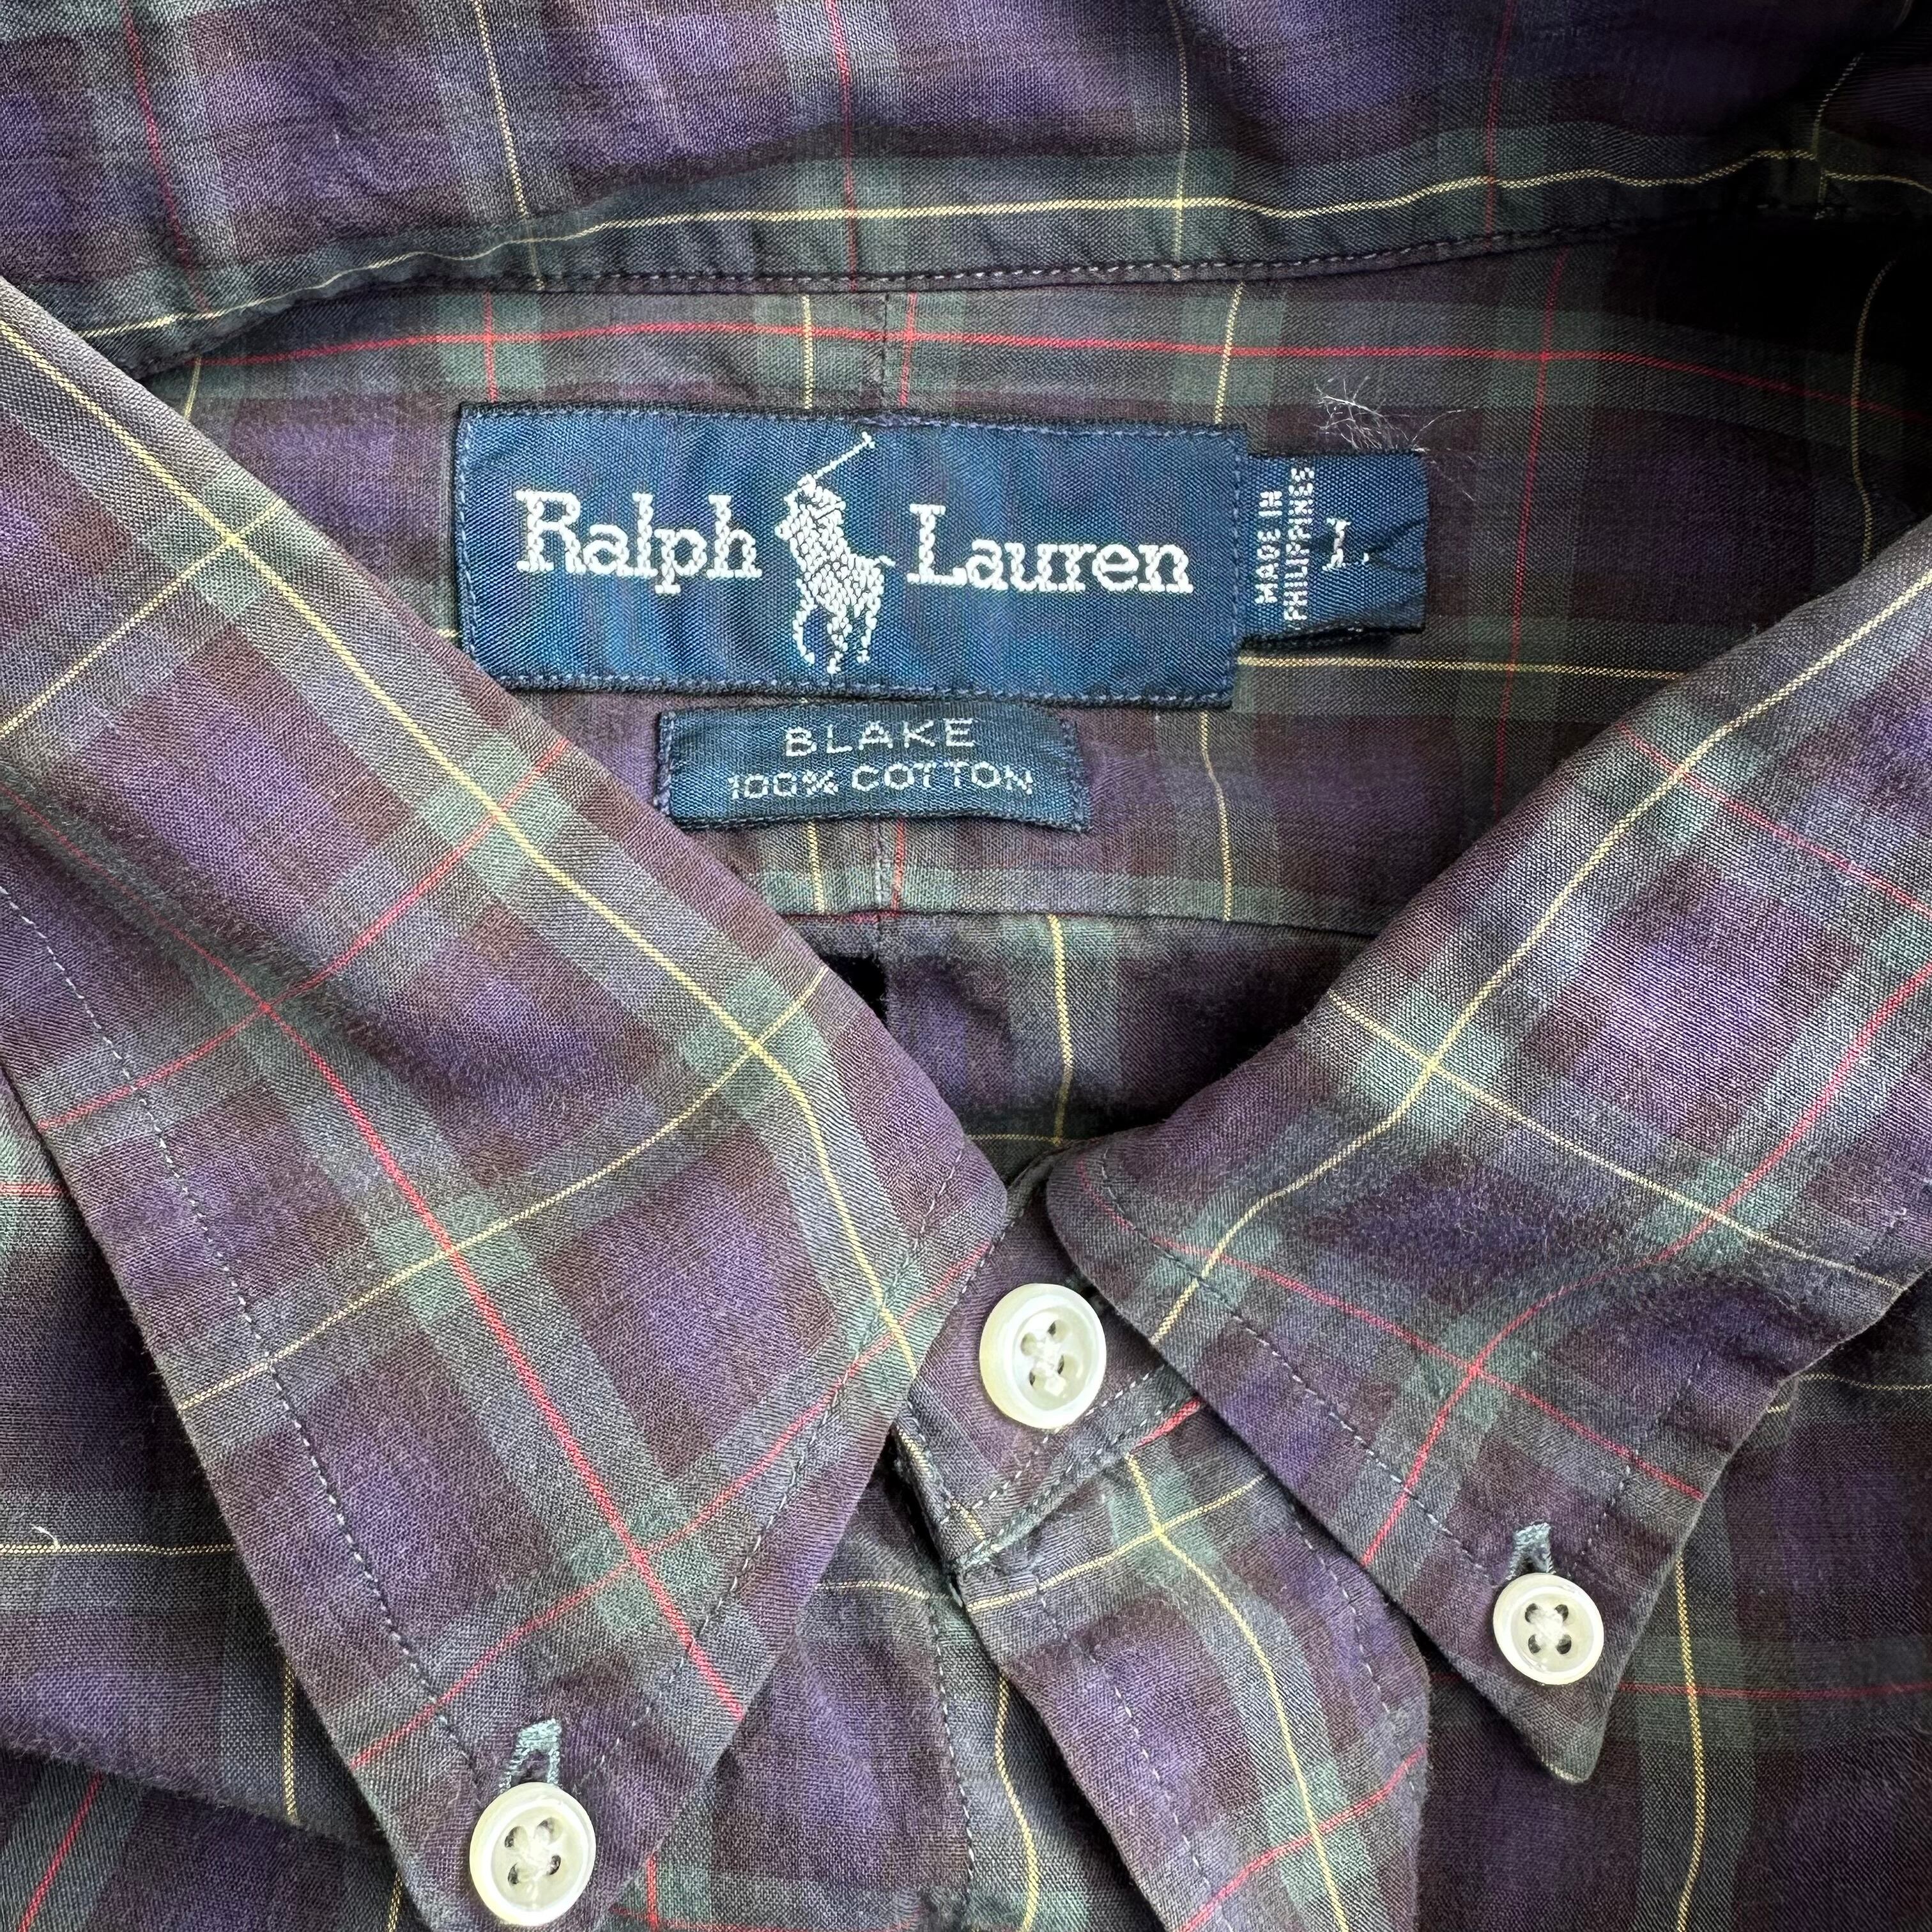 Ralph Lauren
MADE IN
PHILIPPINES
L
BLAKE
100% COTTON